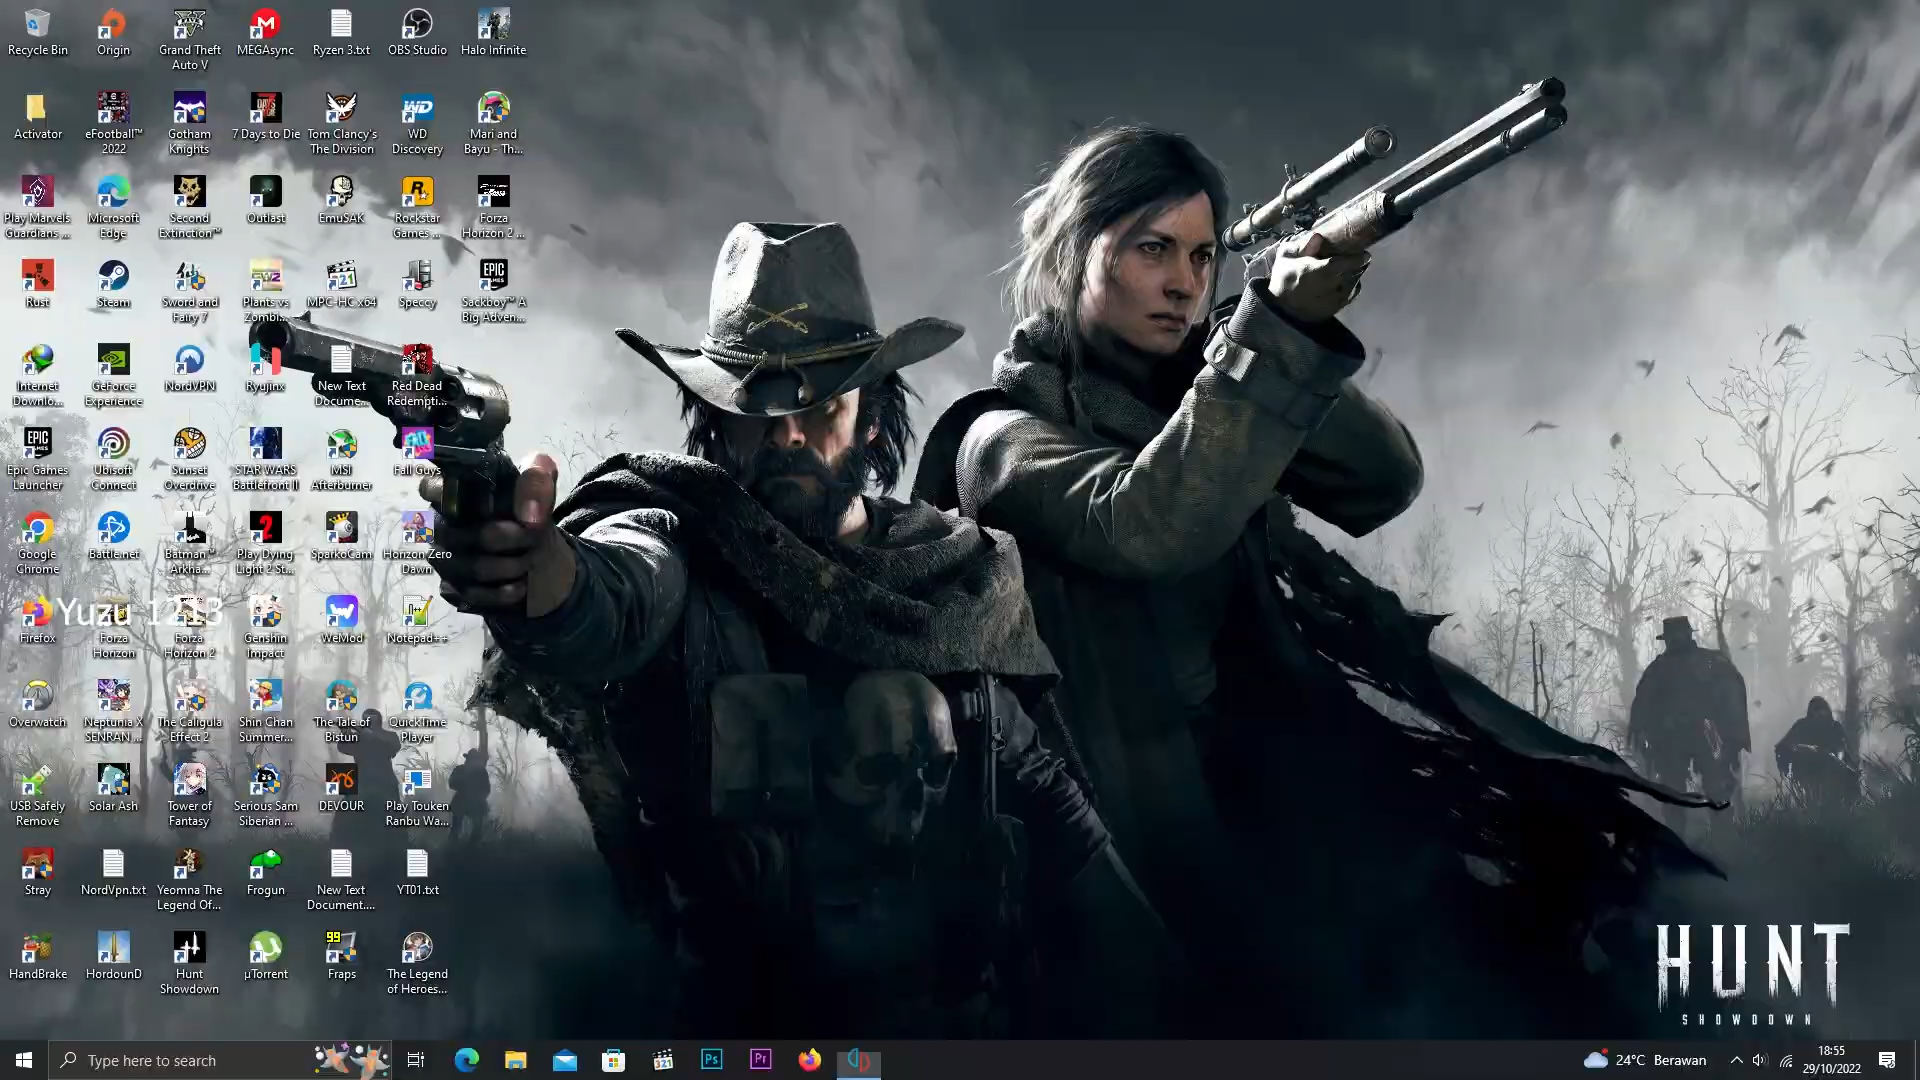 Recycle Bin
Origin
Grand Theft
Auto V
MEGAsync
Ryzen 3.txt
OBS Studio
Halo Infinite
Activator
eFootball™
2022
Gotham
Knights
7 Days to Die
Tom Clancy's
The Division
WD
Discovery
Mari and
Bayu - Th...
Play Marvels
Guardians ...
Microsoft
Edge
Second
Extinction™
Outlast
EmuSAK
Rockstar
Games ...
Forza
Horizon 2 ...
Rust
Steam
Sword and
Fairy 7
Plants vs
Zombi...
MPC-HC x64
Speccy
Sackboy™ A
Big Adven...
Internet
Downlo...
GeForce
Experience
NordVPN
Ryujinx
New Text
Docume...
Red Dead
Redempti...
Epic Games
Launcher
Ubisoft
Connect
Sunset
Overdrive
STAR WARS
Battlefront II
MSI
Afterburner
Fall Guys
Google
Chrome
Battle.net
Batman™
Arkha...
Play Dying
Light 2 St...
SparkoCam
Horizon Zero
Dawn
Yuzu 1213
Firefox
Forza
Horizon
Forza
Horizon 2
Genshin
Impact
WeMod
Notepad++
Overwatch
Neptunia X
SENRAN ...
The Caligula
Effect 2
Shin Chan
Summer...
The Tale of
Bistun
QuickTime
Player
USB Safely
Remove
Solar Ash
Tower of
Fantasy
Serious Sam
Siberian ...
DEVOUR
Play Touken
Ranbu Wa...
Stray
NordVpn.txt
Yeomna The
Legend Of...
Frogun
New Text
Document....
YT01.txt
HandBrake
HordounD
Hunt
Showdown
µTorrent
99
Fraps
The Legend
of Heroes...
HUNT
SHOWDOWN
Type here to search
321
Ps
Pr
24°C Berawan
18:55
29/10/2022